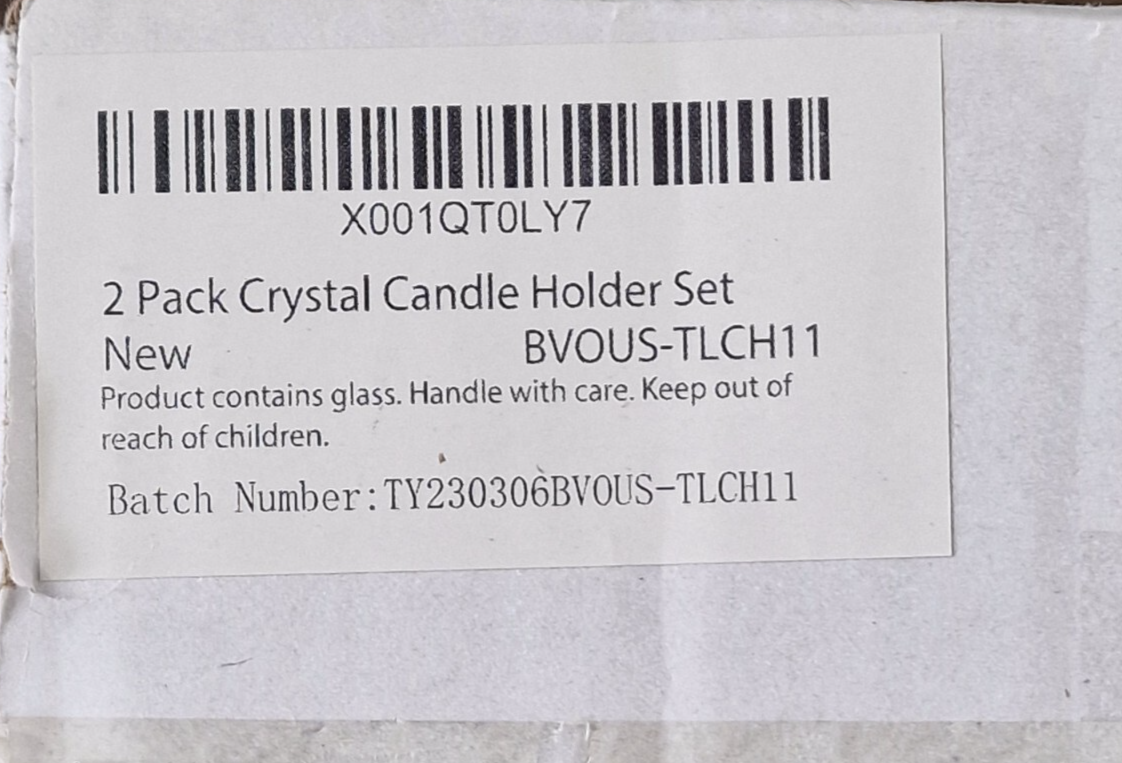 X001QT0LY7
2 Pack Crystal Candle Holder Set
New BVOUS-TLCH11
Product contains glass. Handle with care. Keep out of
reach of children.
Batch Number:TY230306BVOUS-TLCH11